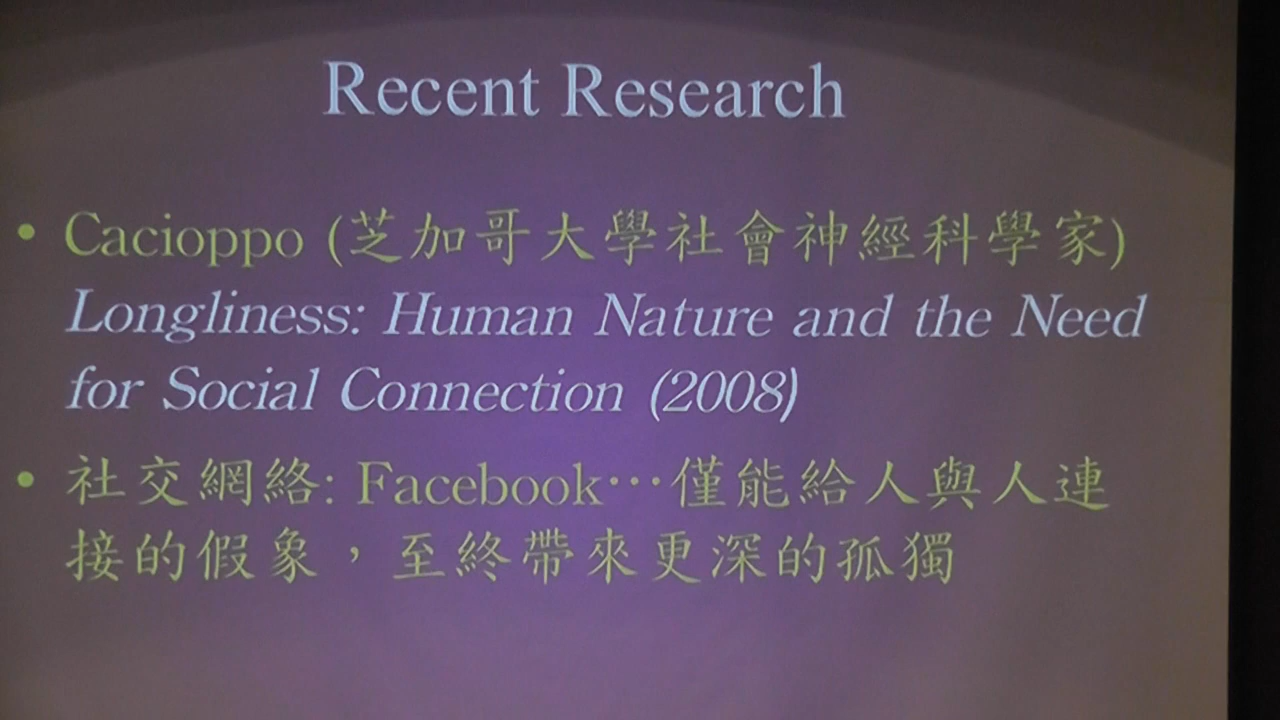 Recent Research
• Cacioppo (芝加哥大學社會神經科學家)
Longliness: Human Nature and the Need
for Social Connection (2008)
• 社交網絡: Facebook…僅能給人與人連
接的假象，至終帶來更深的孤獨